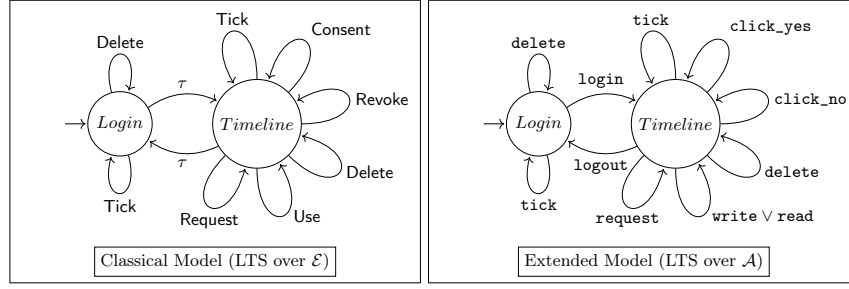 Tick
Consent
Delete
τ
Revoke
Login
Timeline
τ
Delete
Tick
Request
Use
Classical Model (LTS over ℰ)
tick
click_yes
delete
login
click_no
Login
Timeline
logout
delete
tick
request
write ∨ read
Extended Model (LTS over 𝒜)